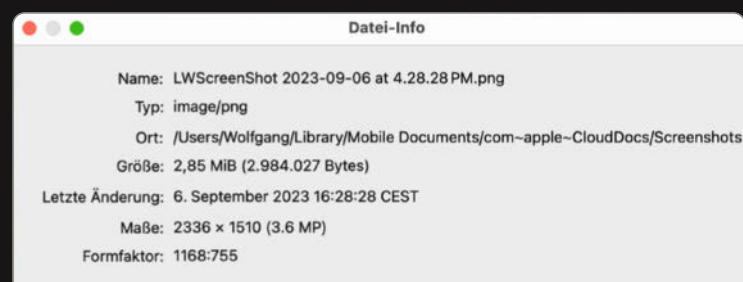 Datei-Info
Name: LWScreenShot 2023-09-06 at 4.28.28 PM.png
Typ: image/png
Ort: /Users/Wolfgang/Library/Mobile Documents/com~apple~CloudDocs/Screenshots
Größe: 2,85 MiB (2.984.027 Bytes)
Letzte Änderung: 6. September 2023 16:28:28 CEST
Maße: 2336 × 1510 (3.6 MP)
Formfaktor: 1168:755